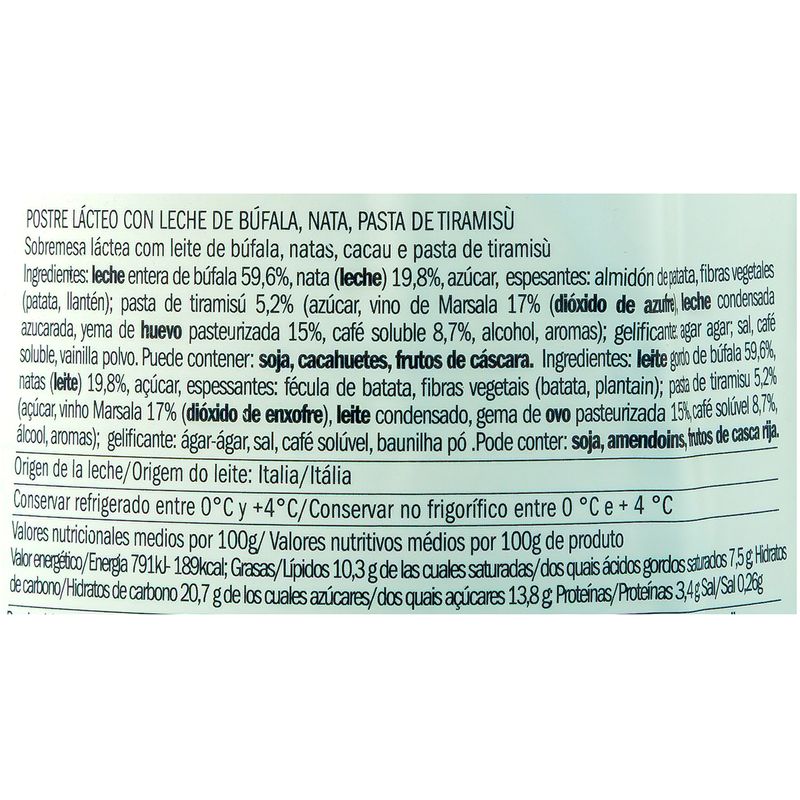 POSTRE LÁCTEO CON LECHE DE BÚFALA, NATA, PASTA DE TIRAMISÙ
Sobremesa láctea com leite de búfala, natas, cacau e pasta de tiramisù
Ingredientes: leche entera de búfala 59,6%, nata (leche) 19,8%, azúcar, espesantes: almidón de patata, fibras vegetales
(patata, llantén); pasta de tiramisú 5,2% (azúcar, vino de Marsala 17% (dióxido de azufre), leche condensada
azucarada, yema de huevo pasteurizada 15%, café soluble 8,7%, alcohol, aromas); gelificante: agar agar; sal, café
soluble, vainilla polvo. Puede contener: soja, cacahuetes, frutos de cáscara. Ingredientes: leite gordo de búfala 59,6%,
natas (leite) 19,8%, açúcar, espessantes: fécula de batata, fibras vegetais (batata, plantain); pasta de tiramisu 5,2%
(açúcar, vinho Marsala 17% (dióxido de enxofre), leite condensado, gema de ovo pasteurizada 15%, café solúvel 8,7%,
álcool, aromas); gelificante: ágar-ágar, sal, café solúvel, baunilha pó .Pode conter: soja, amendoins, frutos de casca rija.
Origen de la leche/Origem do leite: Italia/Itália
Conservar refrigerado entre 0°C y +4°C/Conservar no frigorífico entre 0 °C e + 4 °C
Valores nutricionales medios por 100g/ Valores nutritivos médios por 100g de produto
Valor energético/Energía 791kJ- 189kcal; Grasas/Lípidos 10,3 g de las cuales saturadas/dos quais ácidos gordos saturados 7,5 g; Hidratos
de carbono/Hidratos de carbono 20,7 g de los cuales azúcares/dos quais açúcares 13,8 g; Proteínas/Proteínas 3,4 g Sal/Sal 0,26g